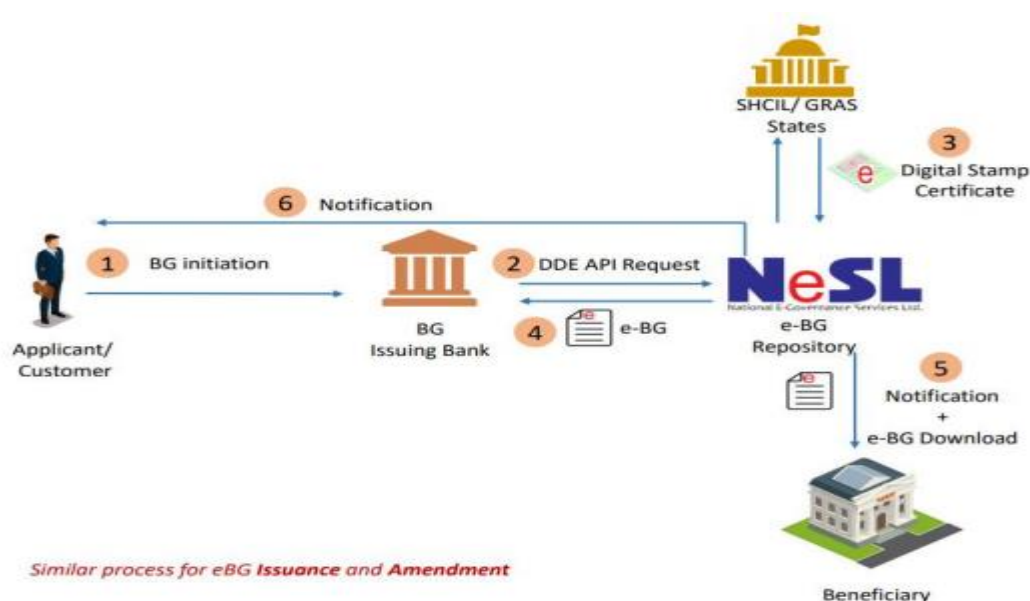 SHCIL/ GRAS
States
3
Digital Stamp
Certificate
e
6 Notification
1 BG initiation
2 DDE API Request
NeSL
National E-Governance Services Ltd.
4 e e-BG
BG
Issuing Bank
e-BG
Repository
Applicant/
Customer
e
5
Notification
+
e-BG Download
Similar process for eBG Issuance and Amendment
Beneficiary